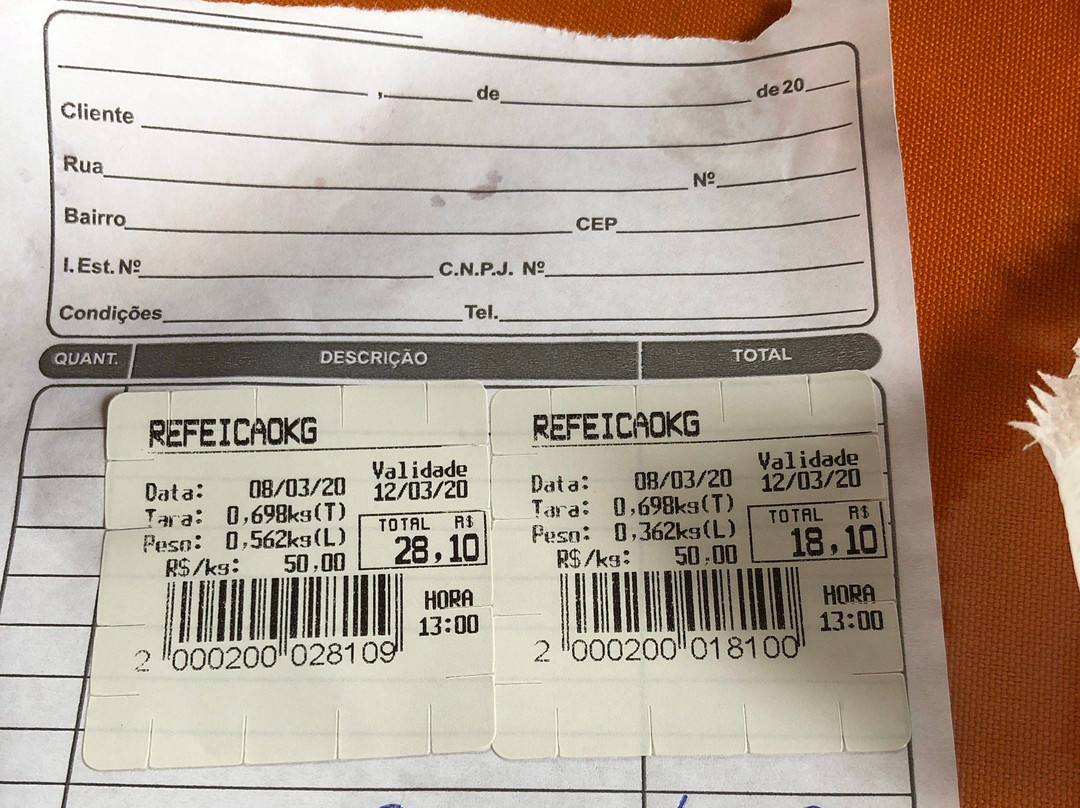 , de de 20
Cliente
Rua Nº
Bairro CEP
I. Est. Nº C.N.P.J. Nº
Condições Tel.
QUANT. DESCRIÇÃO TOTAL
REFEICAOKG
Validade
Data: 08/03/20 12/03/20
Tara: 0,698kg(T)
TOTAL R$
Peso: 0,562kg(L) 28,10
R$/kg: 50,00
HORA
13:00
2 000200 028109
REFEICAOKG
Validade
Data: 08/03/20 12/03/20
Tara: 0,698kg(T)
TOTAL R$
Peso: 0,362kg(L) 18,10
R$/kg: 50,00
HORA
13:00
2 000200 018100